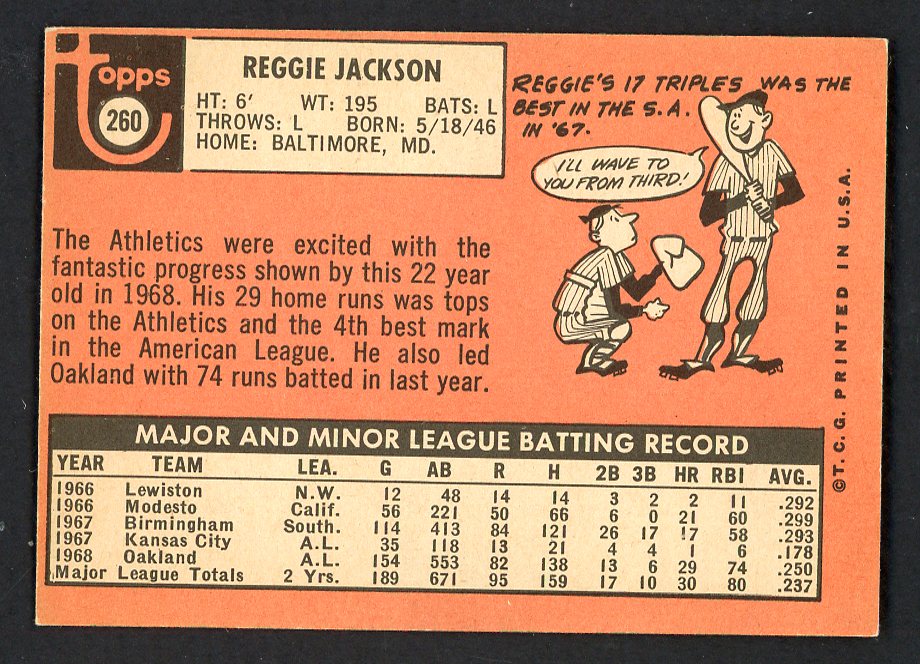 Topps
260
REGGIE JACKSON
HT: 6' WT: 195 BATS: L
THROWS: L BORN: 5/18/46
HOME: BALTIMORE, MD.
REGGIE'S 17 TRIPLES WAS THE
BEST IN THE S.A.
IN '67.
I'LL WAVE TO
YOU FROM THIRD!
The Athletics were excited with the
fantastic progress shown by this 22 year
old in 1968. His 29 home runs was tops
on the Athletics and the 4th best mark
in the American League. He also led
Oakland with 74 runs batted in last year.
©T.C.G. PRINTED IN U.S.A.
MAJOR AND MINOR LEAGUE BATTING RECORD
YEAR TEAM LEA. G AB R H 2B 3B HR RBI AVG.
1966 Lewiston N.W. 12 48 14 14 3 2 2 11 .292
1966 Modesto Calif. 56 221 50 66 6 0 21 60 .299
1967 Birmingham South. 114 413 84 121 26 17 17 58 .293
1967 Kansas City A.L. 35 118 13 21 4 4 1 6 .178
1968 Oakland A.L. 154 553 82 138 13 6 29 74 .250
Major League Totals 2 Yrs. 189 671 95 159 17 10 30 80 .237